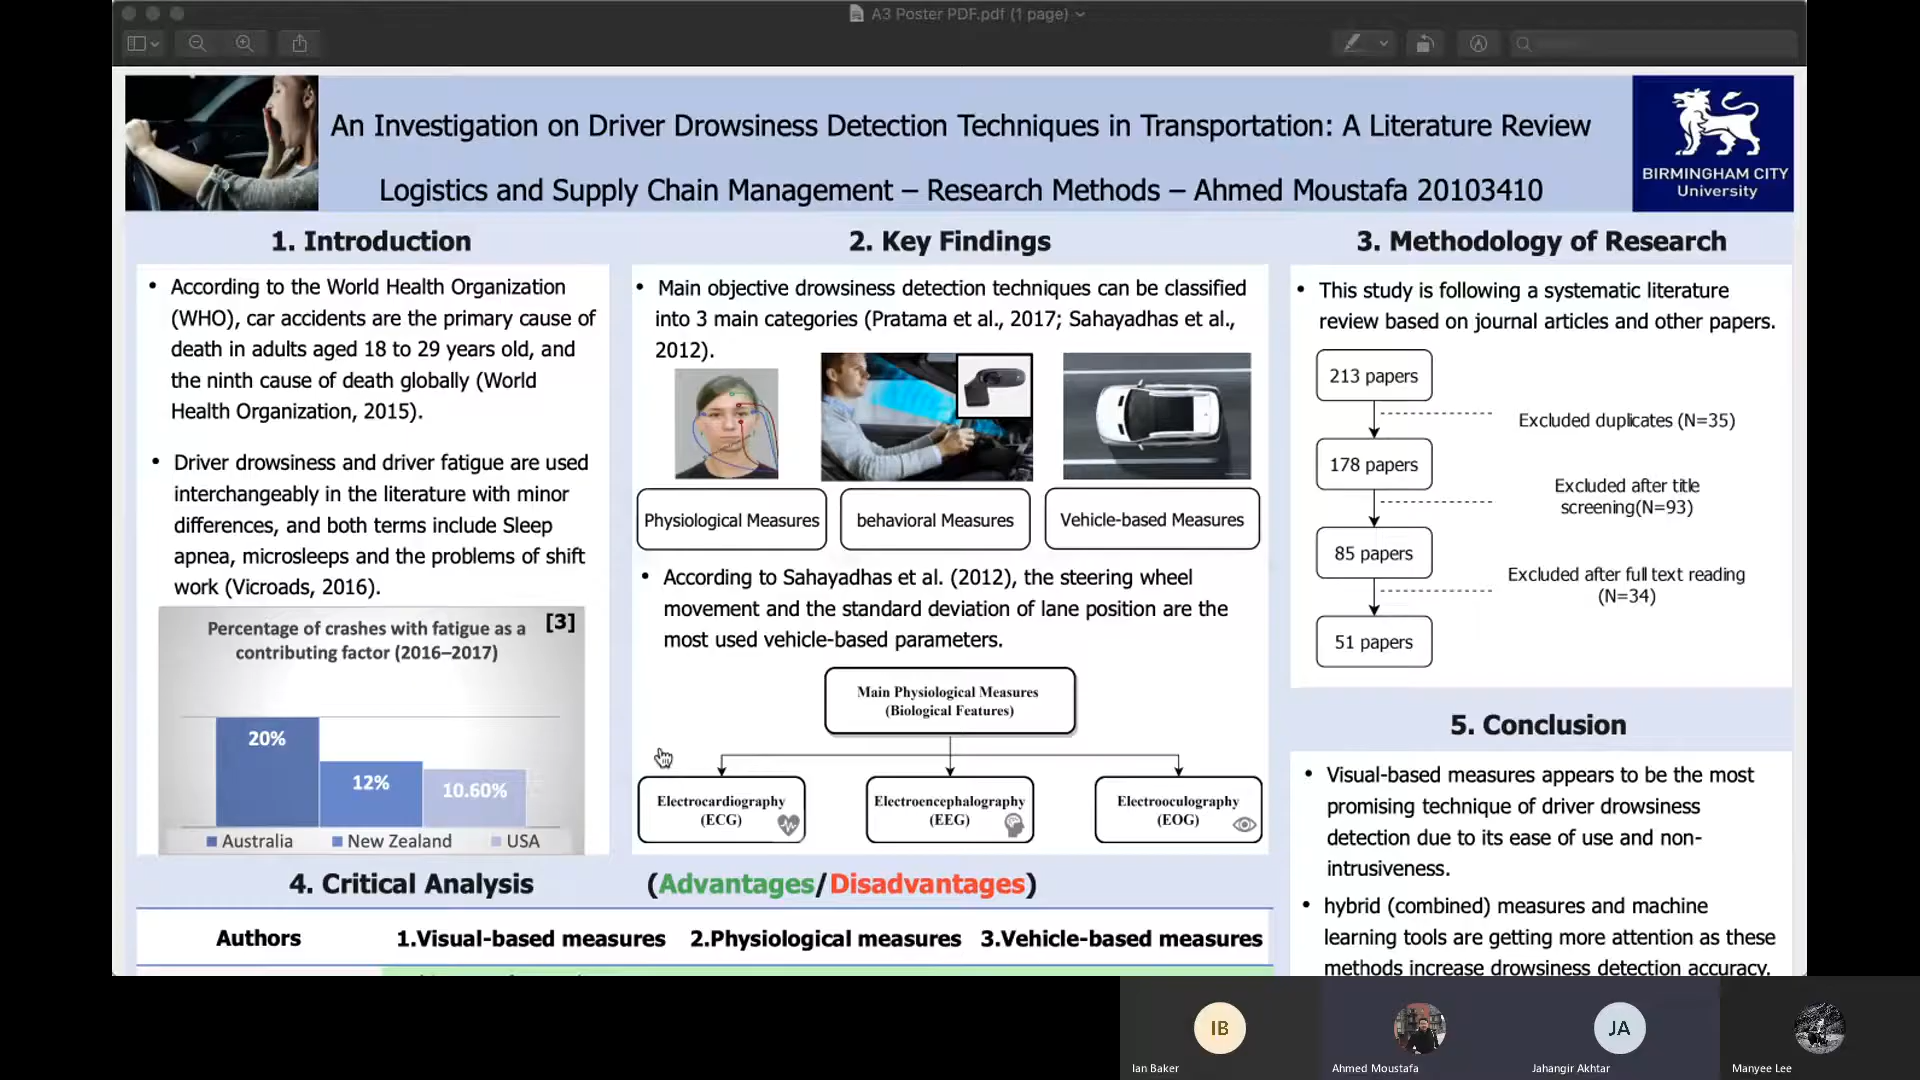 A3 Poster PDF.pdf (1 page)
An Investigation on Driver Drowsiness Detection Techniques in Transportation: A Literature Review
Logistics and Supply Chain Management – Research Methods – Ahmed Moustafa 20103410
BIRMINGHAM CITY
University
1. Introduction
• According to the World Health Organization
(WHO), car accidents are the primary cause of
death in adults aged 18 to 29 years old, and
the ninth cause of death globally (World
Health Organization, 2015).
• Driver drowsiness and driver fatigue are used
interchangeably in the literature with minor
differences, and both terms include Sleep
apnea, microsleeps and the problems of shift
work (Vicroads, 2016).
Percentage of crashes with fatigue as a
contributing factor (2016–2017)
[3]
20%
12%
10.60%
Australia
New Zealand
USA
2. Key Findings
• Main objective drowsiness detection techniques can be classified
into 3 main categories (Pratama et al., 2017; Sahayadhas et al.,
2012).
Physiological Measures
behavioral Measures
Vehicle-based Measures
• According to Sahayadhas et al. (2012), the steering wheel
movement and the standard deviation of lane position are the
most used vehicle-based parameters.
Main Physiological Measures
(Biological Features)
Electrocardiography
(ECG)
Electroencephalography
(EEG)
Electrooculography
(EOG)
3. Methodology of Research
• This study is following a systematic literature
review based on journal articles and other papers.
213 papers
Excluded duplicates (N=35)
178 papers
Excluded after title
screening(N=93)
85 papers
Excluded after full text reading
(N=34)
51 papers
4. Critical Analysis
(Advantages/Disadvantages)
Authors
1.Visual-based measures
2.Physiological measures
3.Vehicle-based measures
5. Conclusion
• Visual-based measures appears to be the most
promising technique of driver drowsiness
detection due to its ease of use and non-
intrusiveness.
• hybrid (combined) measures and machine
learning tools are getting more attention as these
methods increase drowsiness detection accuracy.
IB
Ian Baker
Ahmed Moustafa
JA
Jahangir Akhtar
Manyee Lee